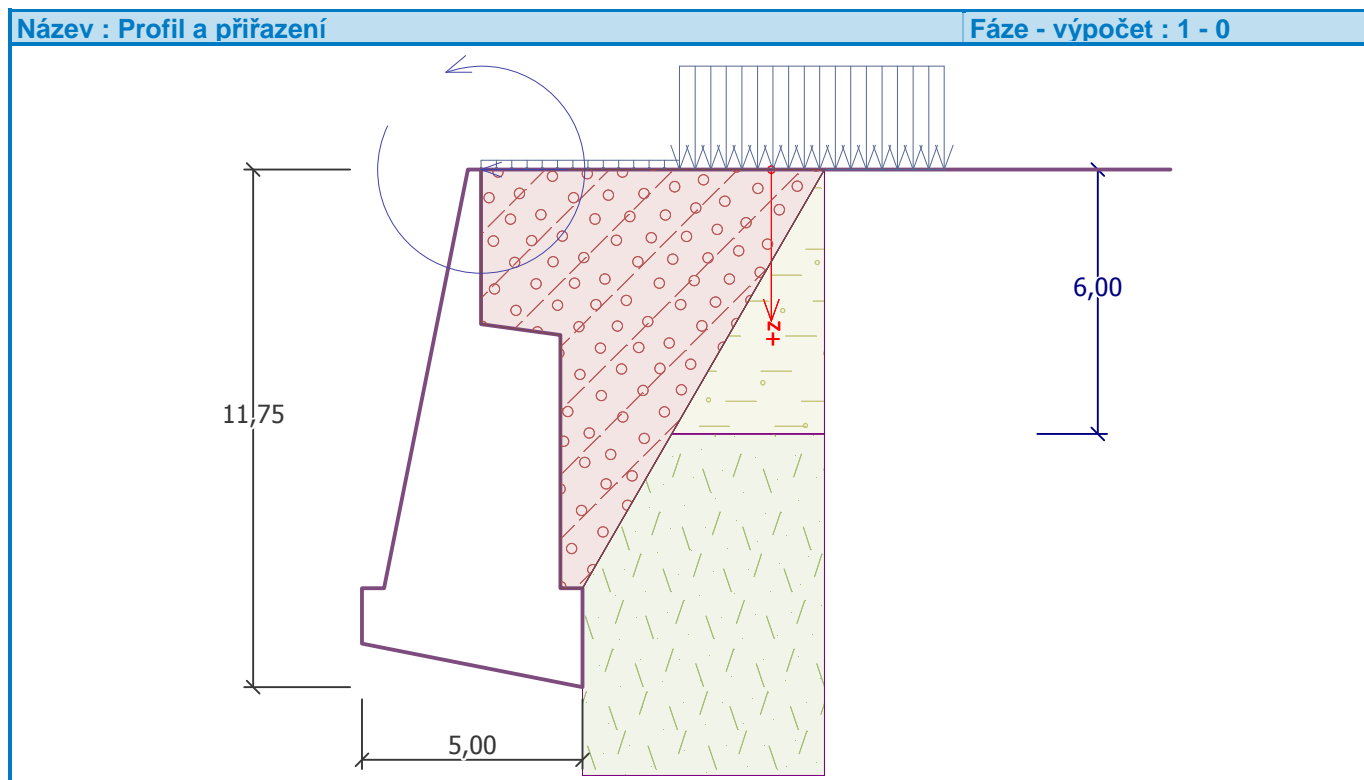 Název : Profil a přiřazení
Fáze - výpočet : 1 - 0
6,00
+z
11,75
5,00